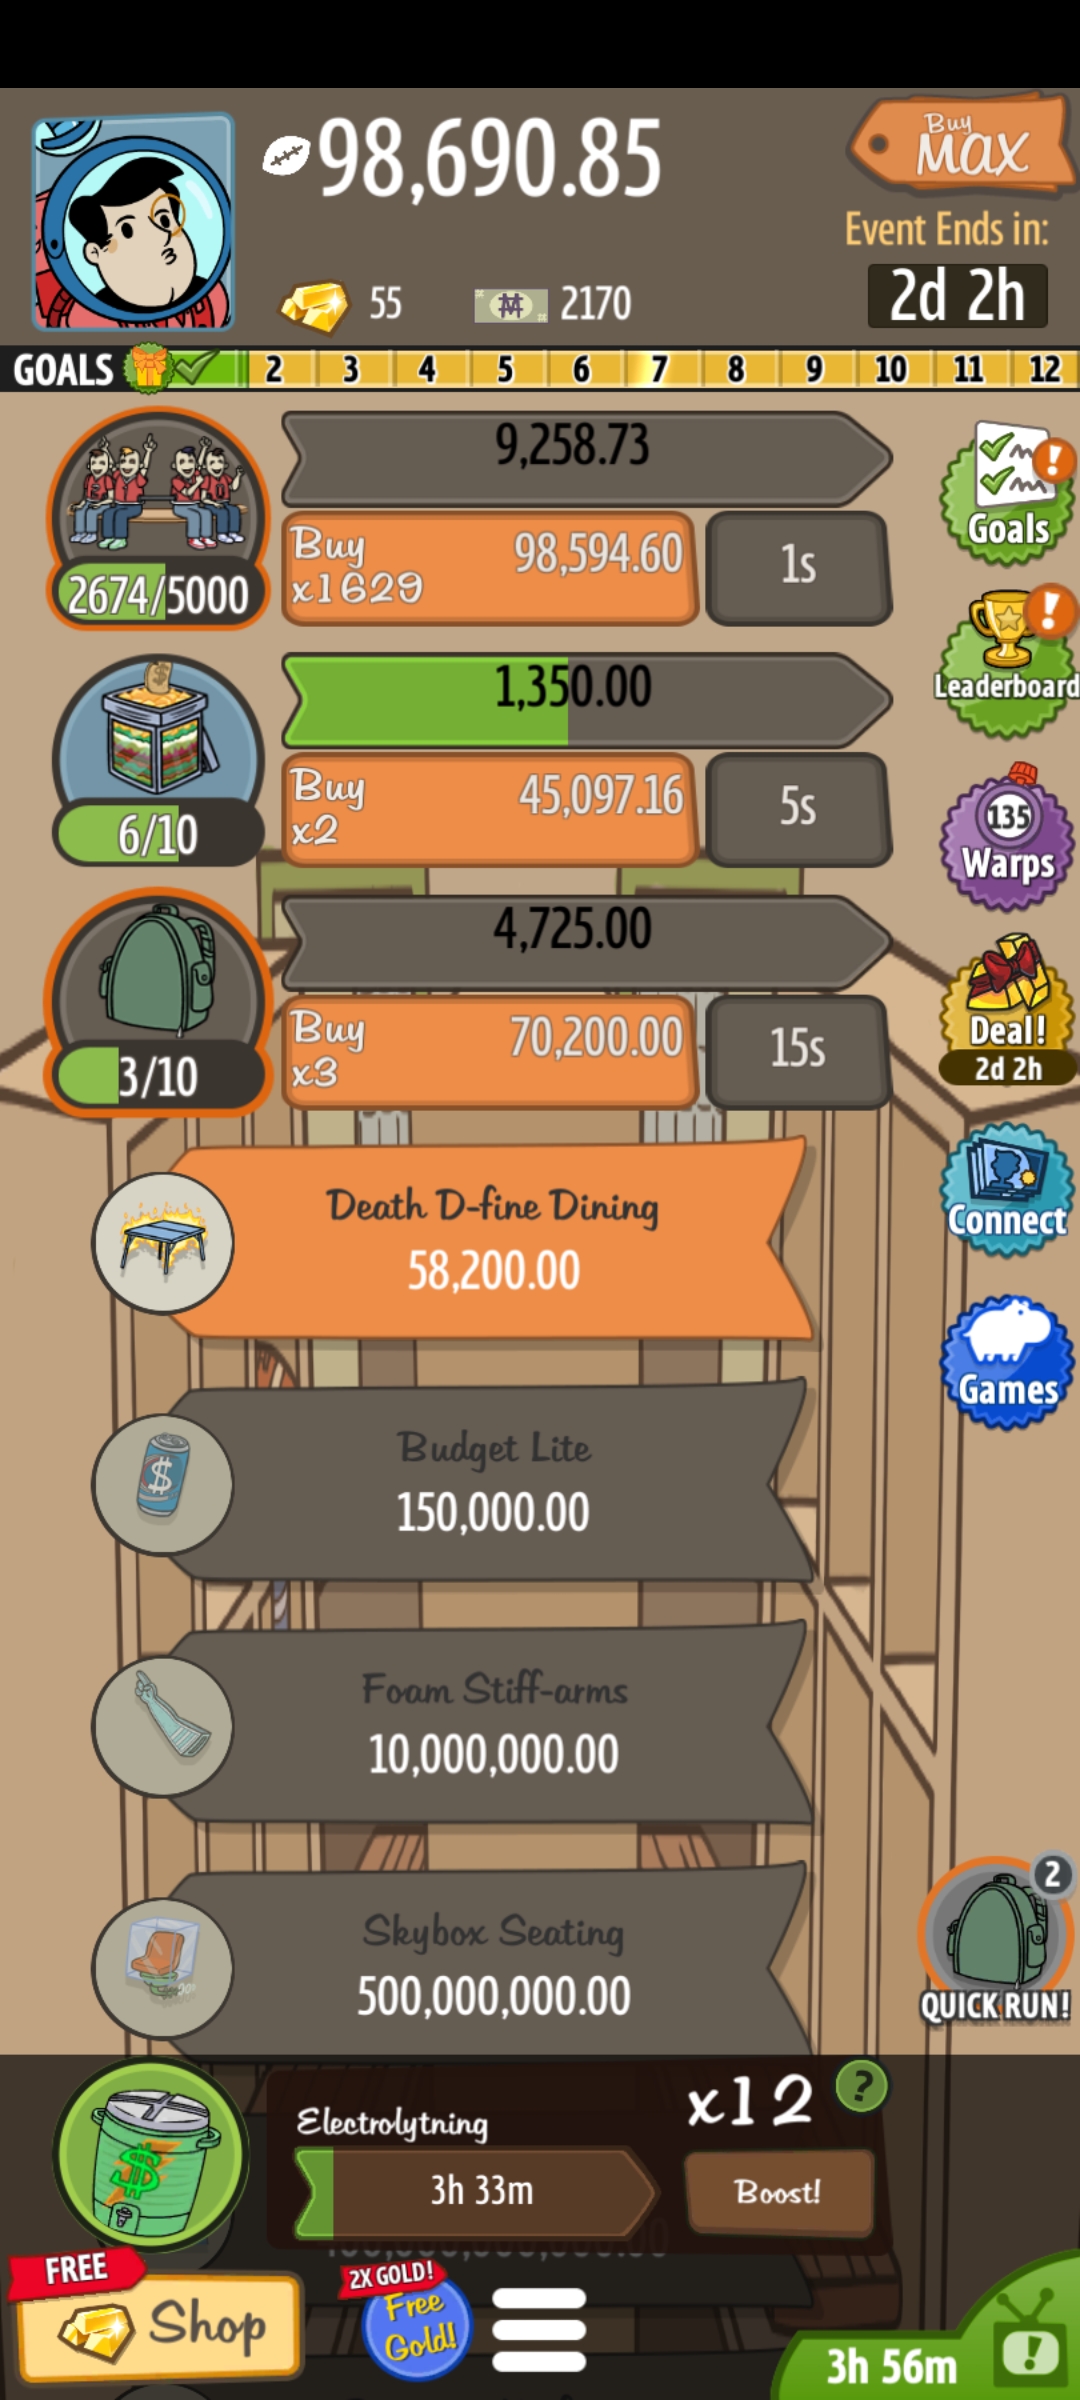 98,690.85
Buy
MAX
Event Ends in:
2d 2h
55
2170
GOALS 2 3 4 5 6 7 8 9 10 11 12
9,258.73
Buy
x1629
98,594.60
1s
2674/5000
Goals
1,350.00
Buy
x2
45,097.16
5s
6/10
Leaderboard
135
Warps
4,725.00
Buy
x3
70,200.00
15s
3/10
Deal!
2d 2h
Death D-fine Dining
58,200.00
Connect
Games
Budget Lite
150,000.00
Foam Stiff-arms
10,000,000.00
Skybox Seating
500,000,000.00
2
QUICK RUN!
Electrolytning
x12
?
3h 33m
Boost!
FREE
Shop
2X GOLD!
Free
Gold!
3h 56m